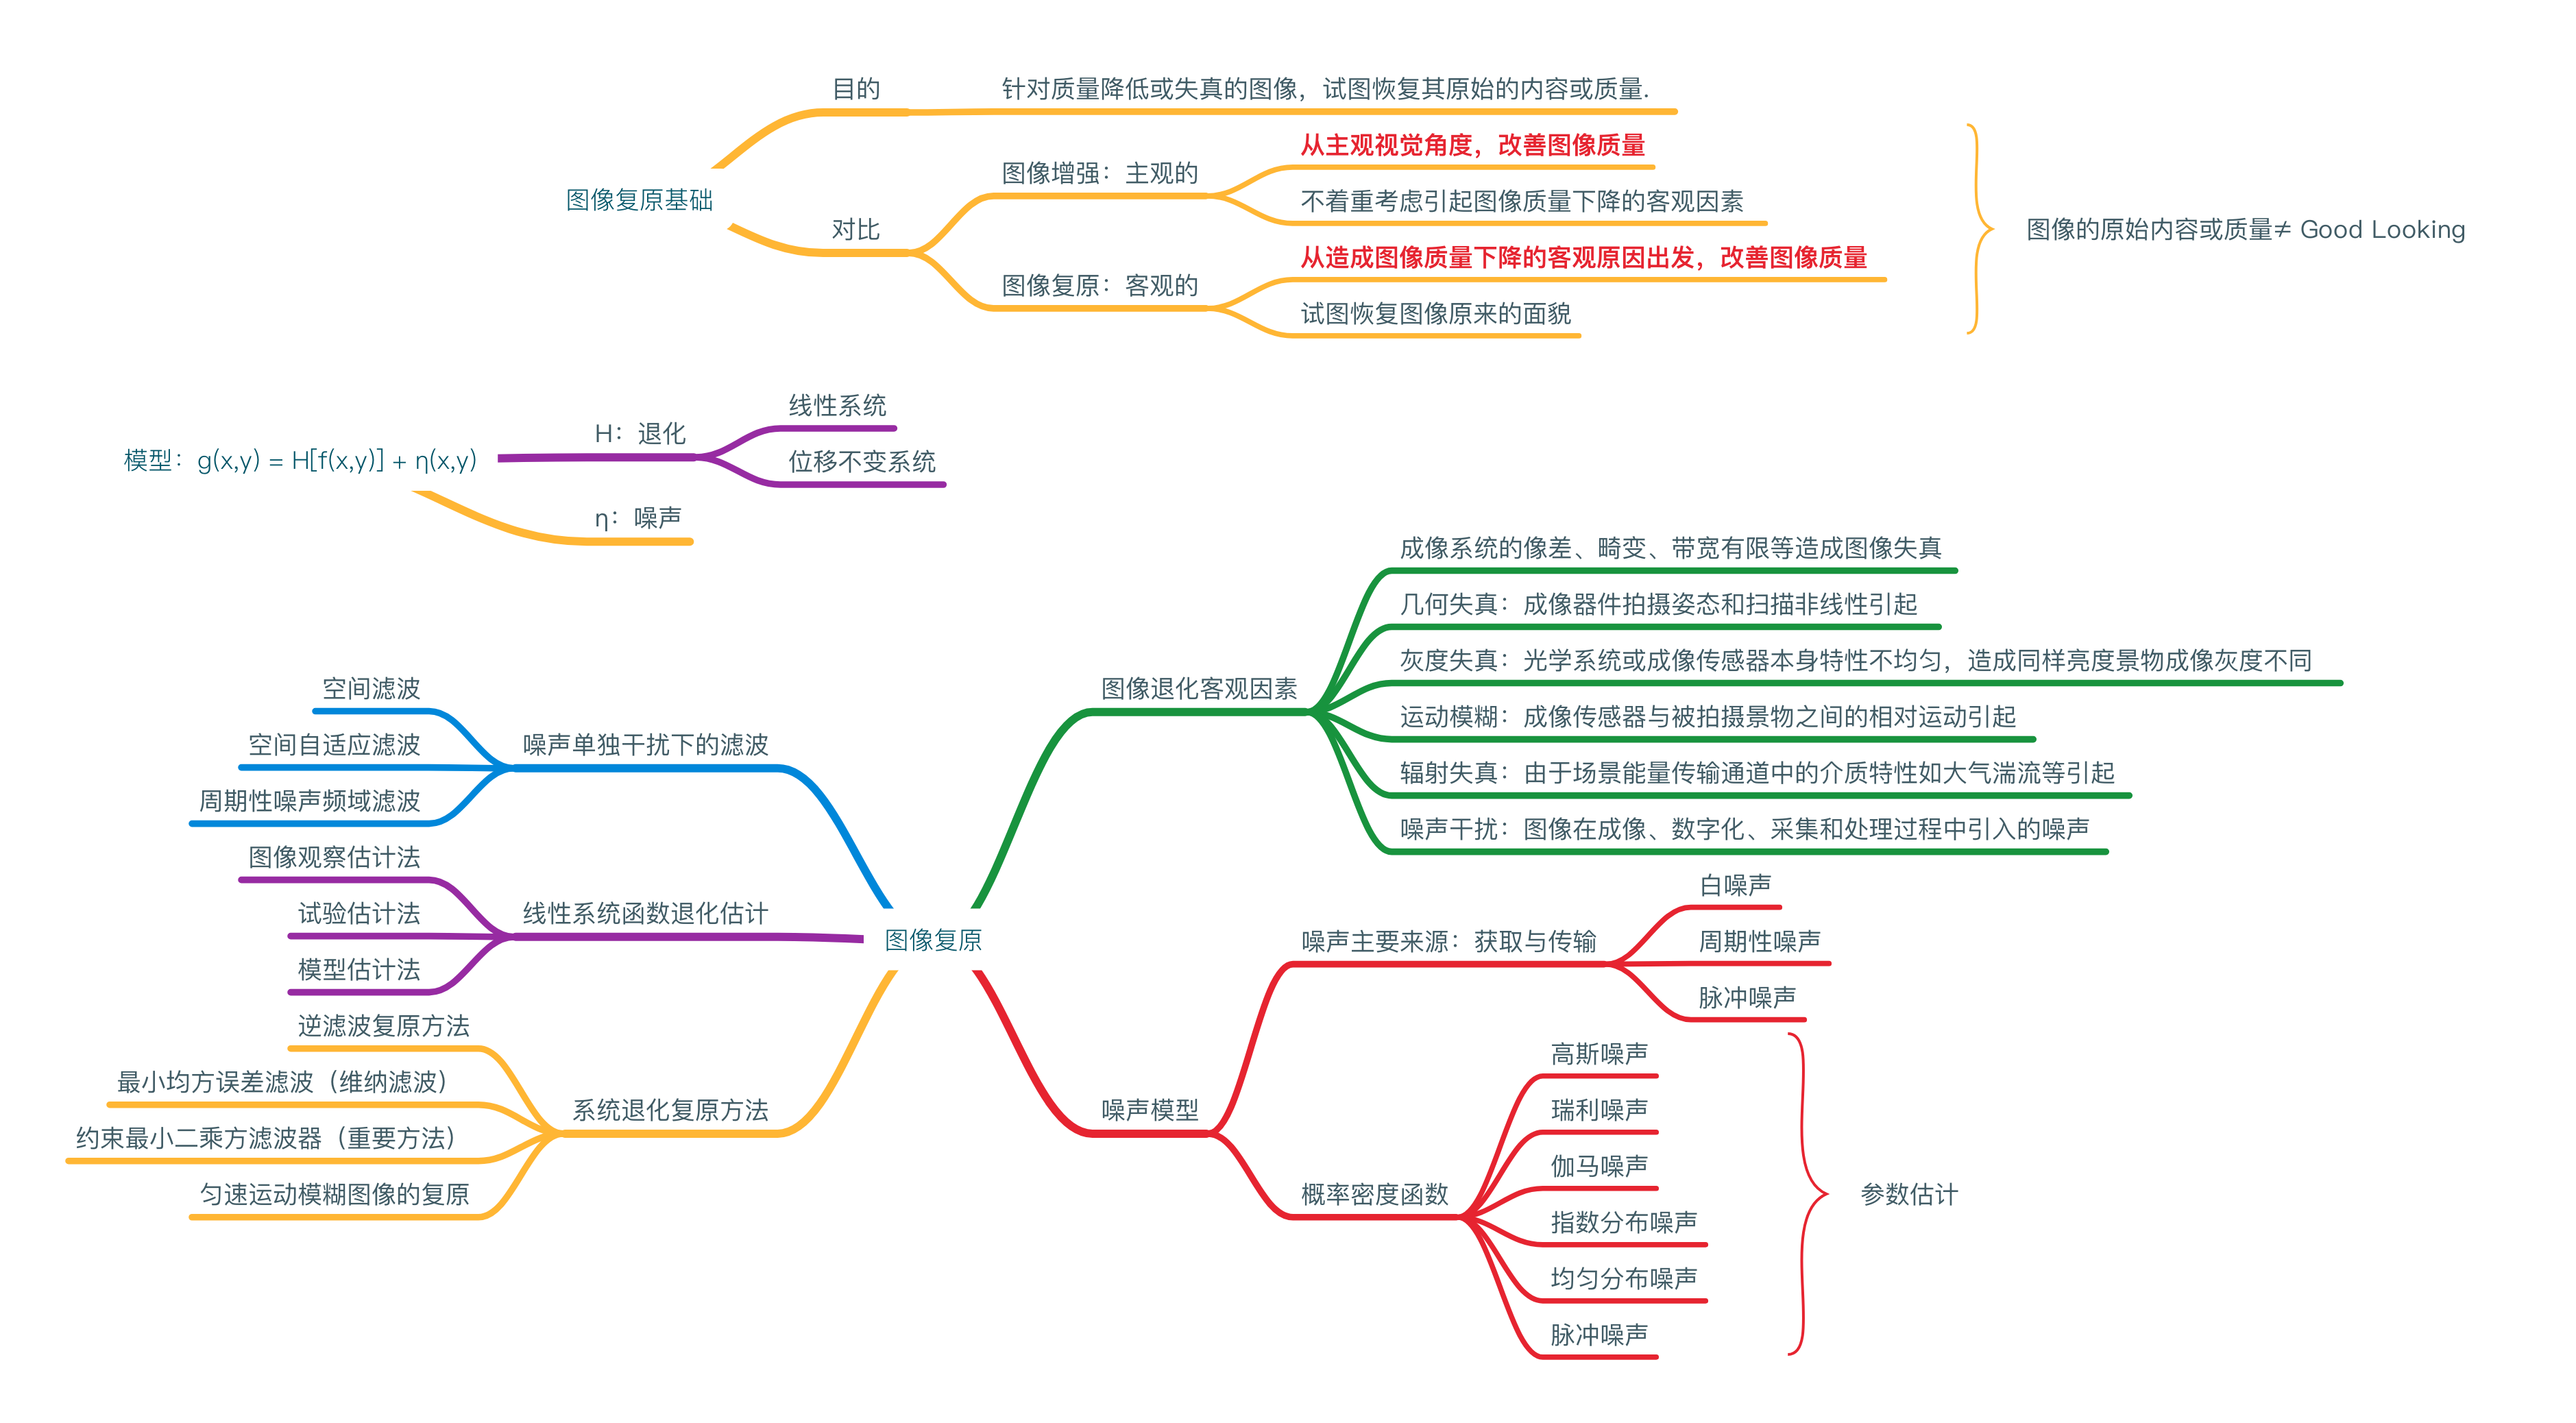 图像复原基础
目的
针对质量降低或失真的图像，试图恢复其原始的内容或质量.
对比
图像增强：主观的
从主观视觉角度，改善图像质量
不着重考虑引起图像质量下降的客观因素
图像复原：客观的
从造成图像质量下降的客观原因出发，改善图像质量
试图恢复图像原来的面貌
图像的原始内容或质量≠ Good Looking
模型：g(x,y) = H[f(x,y)] + η(x,y)
H：退化
线性系统
位移不变系统
η：噪声
图像复原
图像退化客观因素
成像系统的像差、畸变、带宽有限等造成图像失真
几何失真：成像器件拍摄姿态和扫描非线性引起
灰度失真：光学系统或成像传感器本身特性不均匀，造成同样亮度景物成像灰度不同
运动模糊：成像传感器与被拍摄景物之间的相对运动引起
辐射失真：由于场景能量传输通道中的介质特性如大气湍流等引起
噪声干扰：图像在成像、数字化、采集和处理过程中引入的噪声
噪声模型
噪声主要来源：获取与传输
白噪声
周期性噪声
脉冲噪声
概率密度函数
高斯噪声
瑞利噪声
伽马噪声
指数分布噪声
均匀分布噪声
脉冲噪声
参数估计
噪声单独干扰下的滤波
空间滤波
空间自适应滤波
周期性噪声频域滤波
线性系统函数退化估计
图像观察估计法
试验估计法
模型估计法
系统退化复原方法
逆滤波复原方法
最小均方误差滤波（维纳滤波）
约束最小二乘方滤波器（重要方法）
匀速运动模糊图像的复原